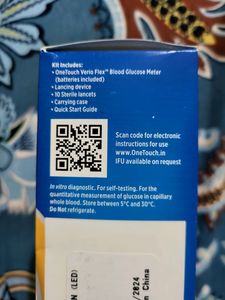 Kit Includes:
• OneTouch Verio Flex™ Blood Glucose Meter
(batteries included)
• Lancing device
• 10 Sterile lancets
• Carrying case
• Quick Start Guide
Scan code for electronic
instructions for use
www.OneTouch.in
IFU available on request
In vitro diagnostic. For self-testing. For the
quantitative measurement of glucose in capillary
whole blood. Store between 5°C and 30°C.
Do Not refrigerate.
(LED)
/2024
China